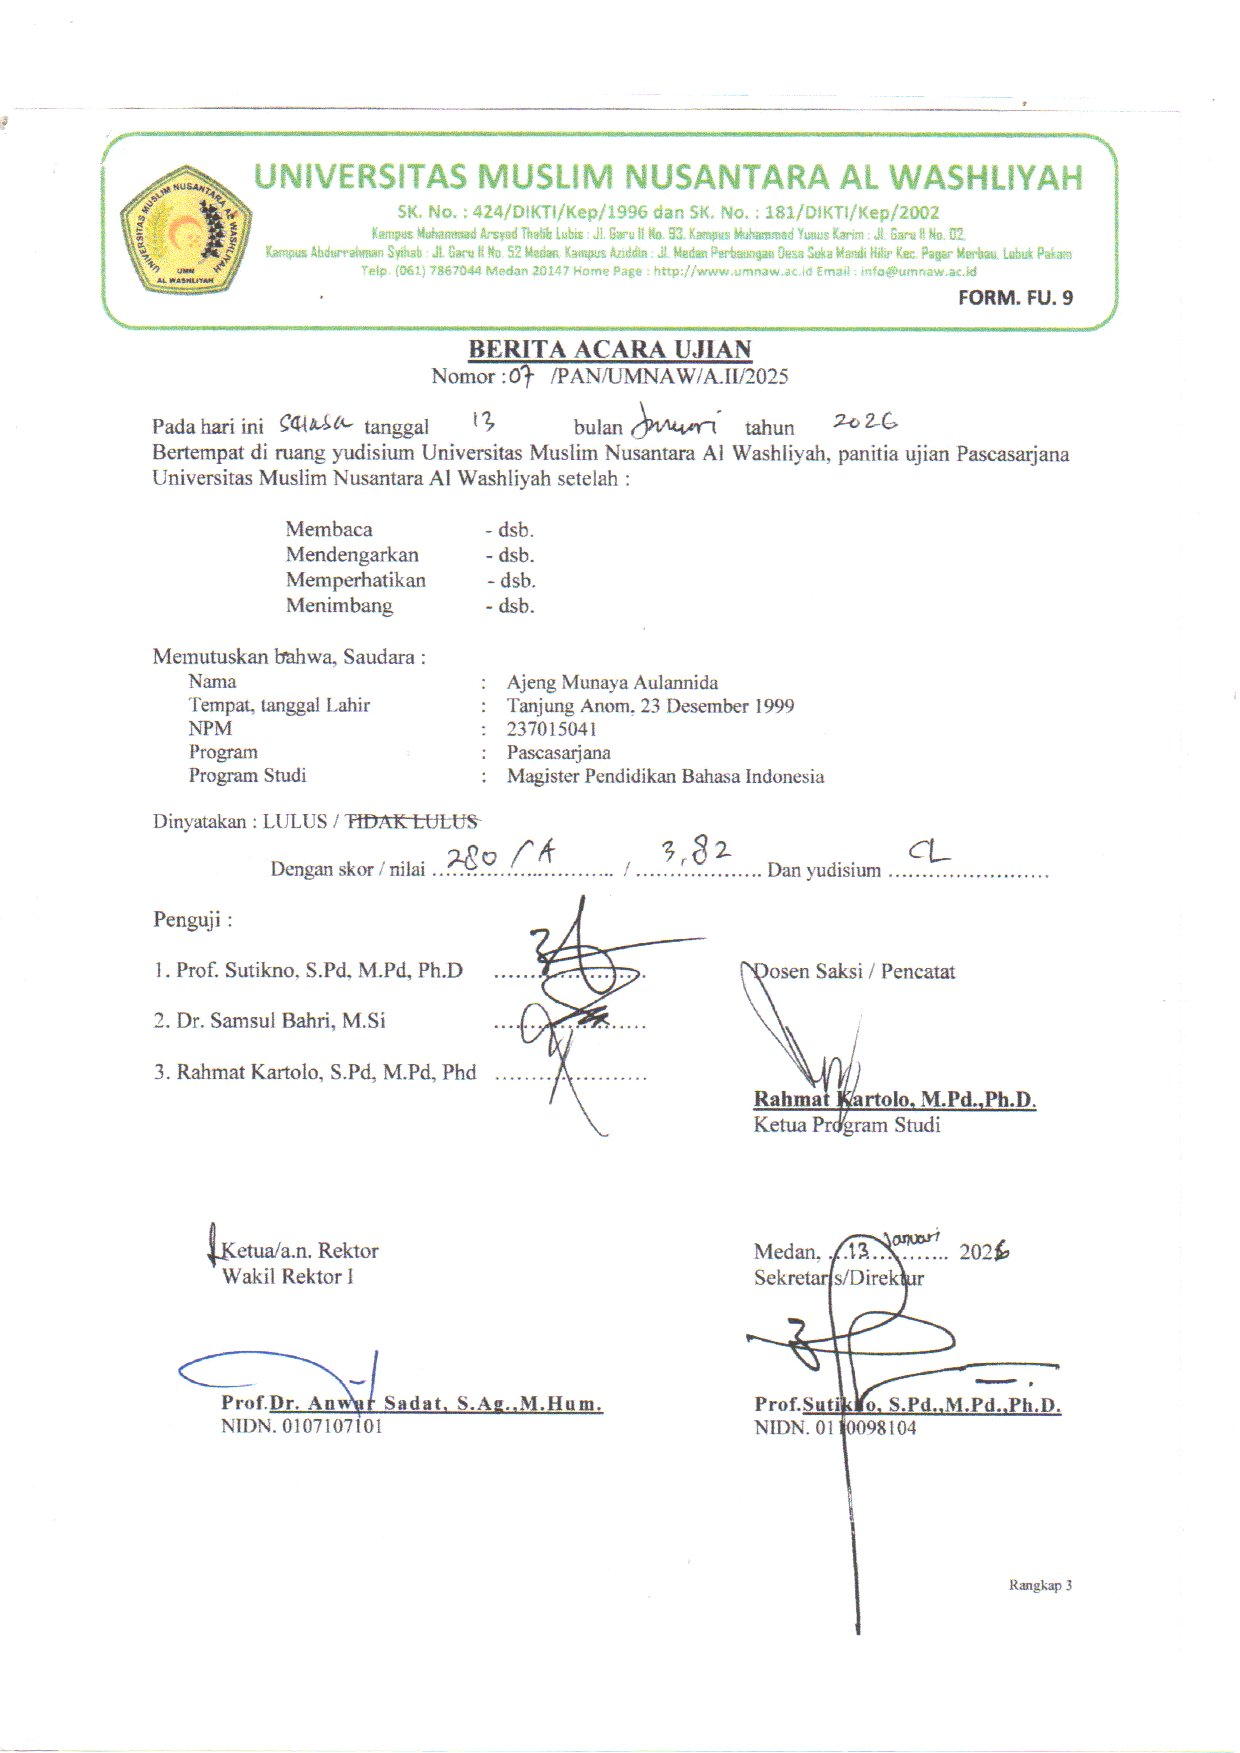 UNIVERSITAS MUSLIM NUSANTARA AL WASHLIYAH
SK. No. : 424/DIKTI/Kep/1996 dan SK. No. : 181/DIKTI/Kep/2002
Kampus Muhammad Arsyad Thalib Lubis : Jl. Garu II No. 93, Kampus Muhammad Yunus Karim : Jl. Garu II No. 02,
Kampus Abdurrahman Syihab : Jl. Garu II No. 52 Medan, Kampus Aziddin : Jl. Medan Perbaungan Desa Suka Mandi Hilir Kec. Pagar Merbau, Lubuk Pakam
Telp. (061) 7867044 Medan 20147 Home Page : http://www.umnaw.ac.id Email : info@umnaw.ac.id
UNIVERSITAS MUSLIM NUSANTARA AL WASHLIYAH
UMN
AL WASHLIYAH
FORM. FU. 9
BERITA ACARA UJIAN
Nomor : 07 /PAN/UMNAW/A.II/2025
Pada hari ini Selasa tanggal 13 bulan Januari tahun 2026
Bertempat di ruang yudisium Universitas Muslim Nusantara Al Washliyah, panitia ujian Pascasarjana
Universitas Muslim Nusantara Al Washliyah setelah :
Membaca - dsb.
Mendengarkan - dsb.
Memperhatikan - dsb.
Menimbang - dsb.
Memutuskan bahwa, Saudara :
Nama : Ajeng Munaya Aulannida
Tempat, tanggal Lahir : Tanjung Anom, 23 Desember 1999
NPM : 237015041
Program : Pascasarjana
Program Studi : Magister Pendidikan Bahasa Indonesia
Dinyatakan : LULUS / TIDAK LULUS
Dengan skor / nilai 280 / A / 3,82 Dan yudisium CL
Penguji :
1. Prof. Sutikno, S.Pd, M.Pd, Ph.D ........................ Dosen Saksi / Pencatat
2. Dr. Samsul Bahri, M.Si ........................
3. Rahmat Kartolo, S.Pd, M.Pd, Phd ........................
Rahmat Kartolo, M.Pd.,Ph.D.
Ketua Program Studi
Ketua/a.n. Rektor Medan, 13 Januari 2026
Wakil Rektor I Sekretaris/Direktur
Prof.Dr. Anwar Sadat, S.Ag.,M.Hum. Prof.Sutikno, S.Pd.,M.Pd.,Ph.D.
NIDN. 0107107101 NIDN. 0110098104
Rangkap 3